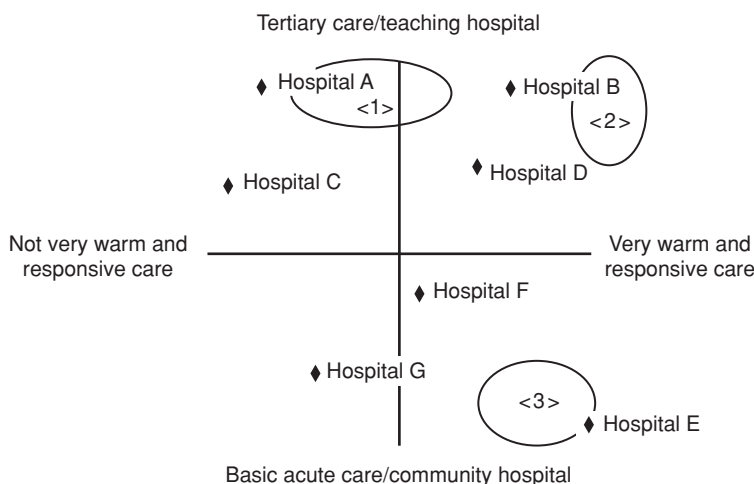 Tertiary care/teaching hospital
Hospital A
<1>
Hospital B
<2>
Hospital C
Hospital D
Not very warm and
responsive care
Very warm and
responsive care
Hospital F
Hospital G
<3>
Hospital E
Basic acute care/community hospital